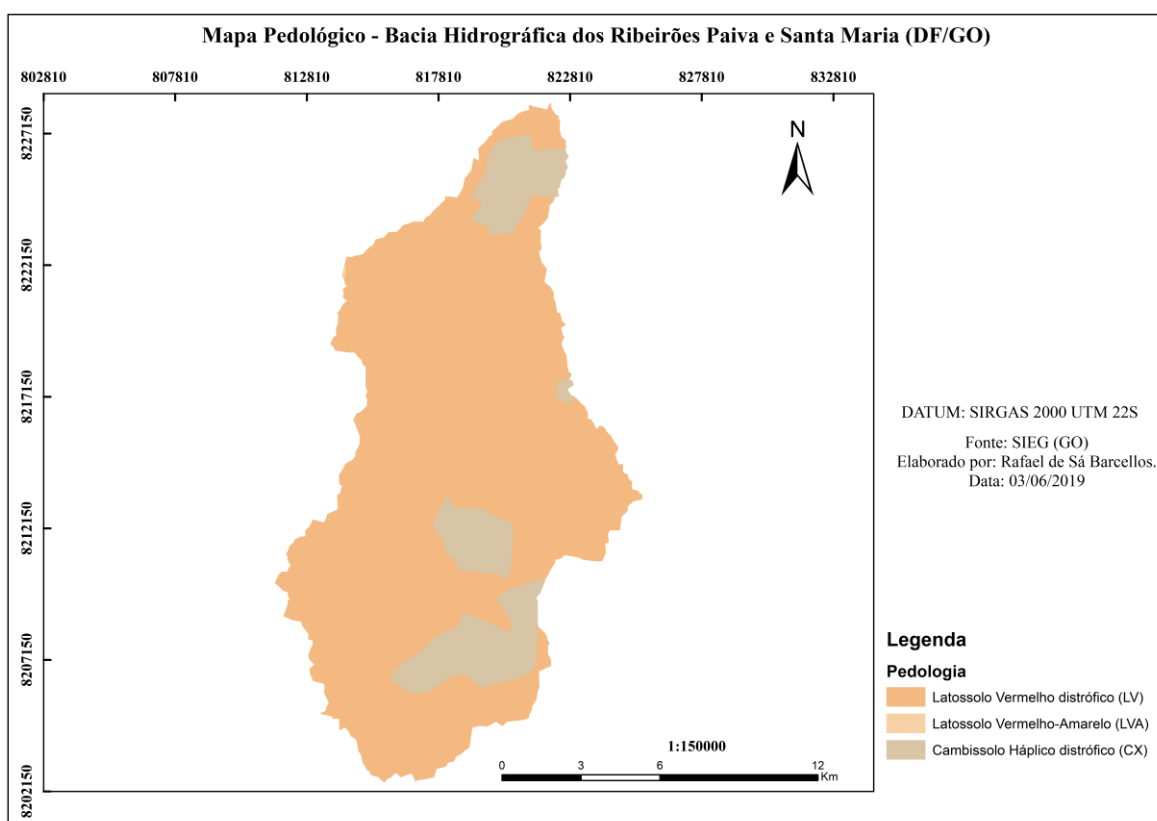 Mapa Pedológico - Bacia Hidrográfica dos Ribeirões Paiva e Santa Maria (DF/GO)
802810 807810 812810 817810 822810 827810 832810
8227150
8222150
8217150
8212150
8207150
8202150
N
DATUM: SIRGAS 2000 UTM 22S
Fonte: SIEG (GO)
Elaborado por: Rafael de Sá Barcellos.
Data: 03/06/2019
Legenda
Pedologia
Latossolo Vermelho distrófico (LV)
Latossolo Vermelho-Amarelo (LVA)
Cambissolo Háplico distrófico (CX)
1:150000
0 3 6 12
Km